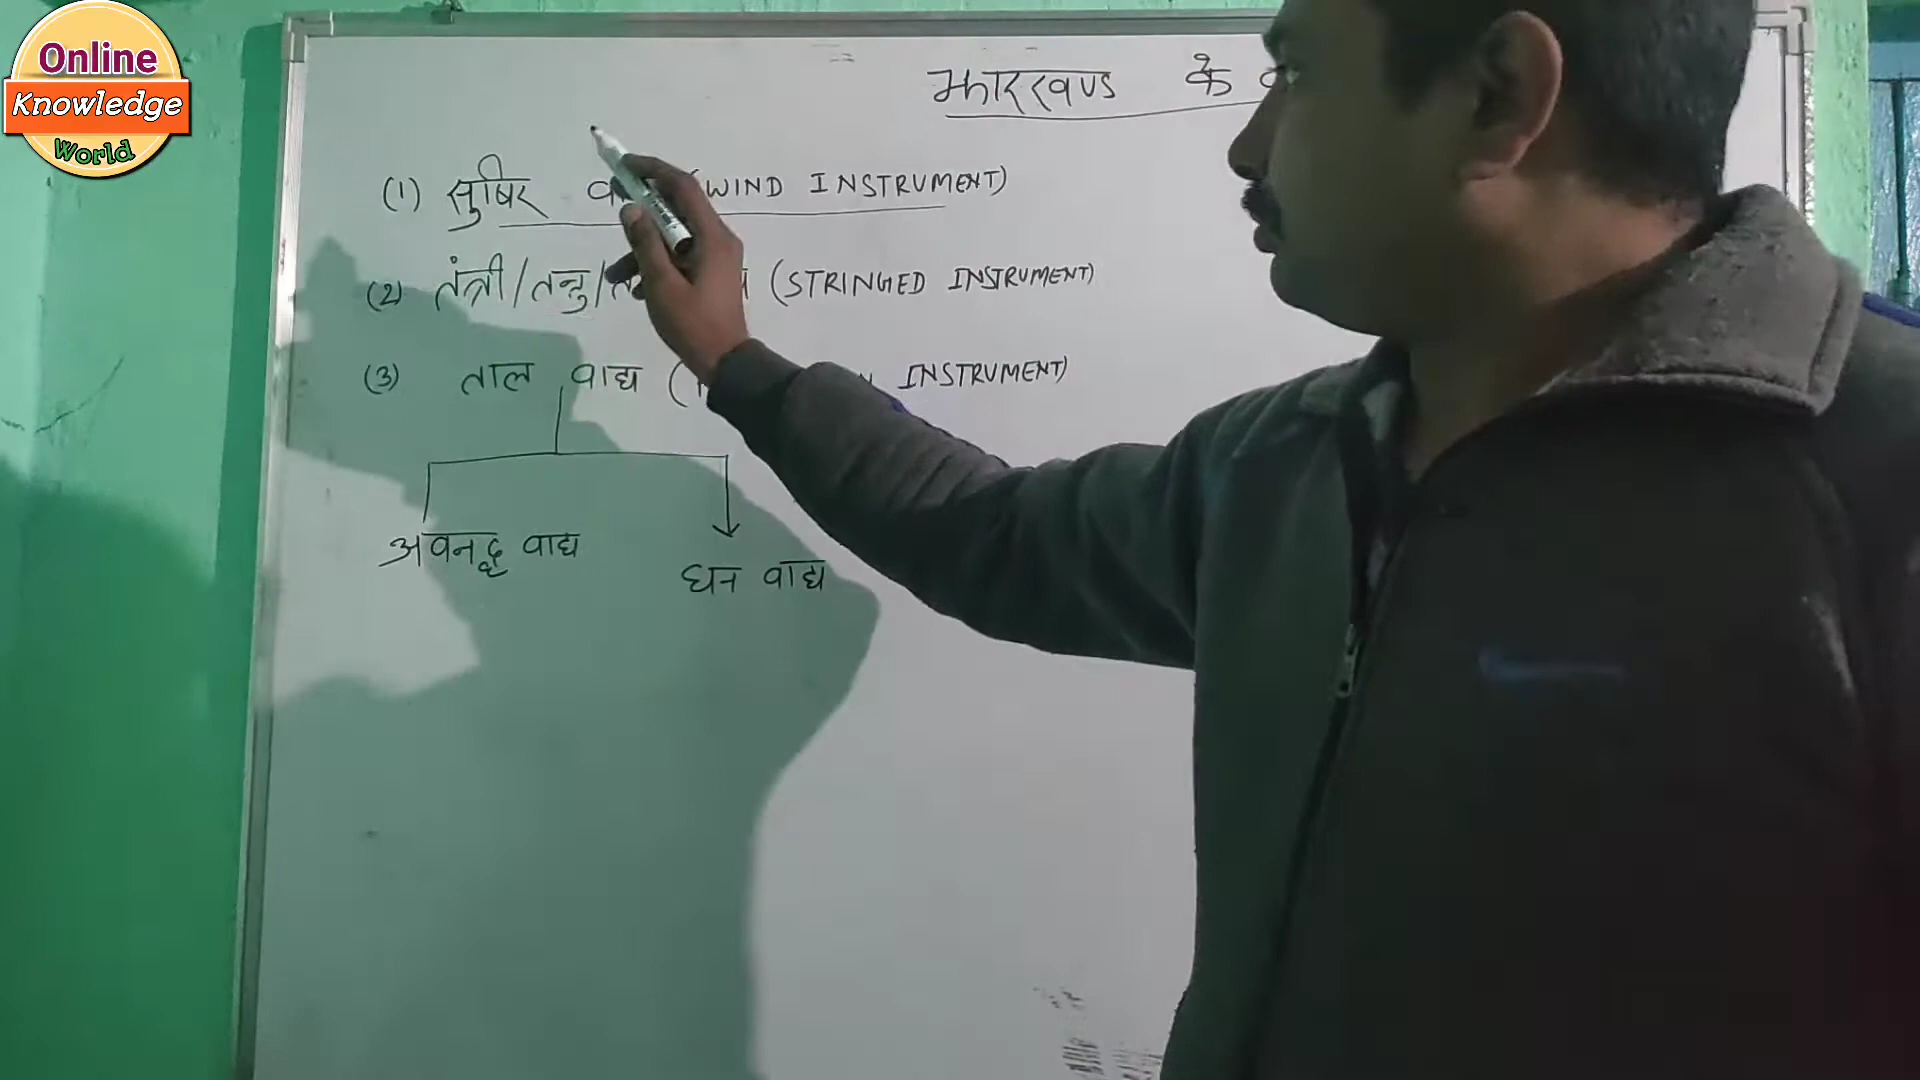 Online
Knowledge
World
झारखण्ड के
(1) सुषिर (WIND INSTRUMENT)
(2) तंत्री/तन्तु/ (STRINGED INSTRUMENT)
(3) ताल वाद्य ( INSTRUMENT)
अवनद्ध वाद्य
घन वाद्य